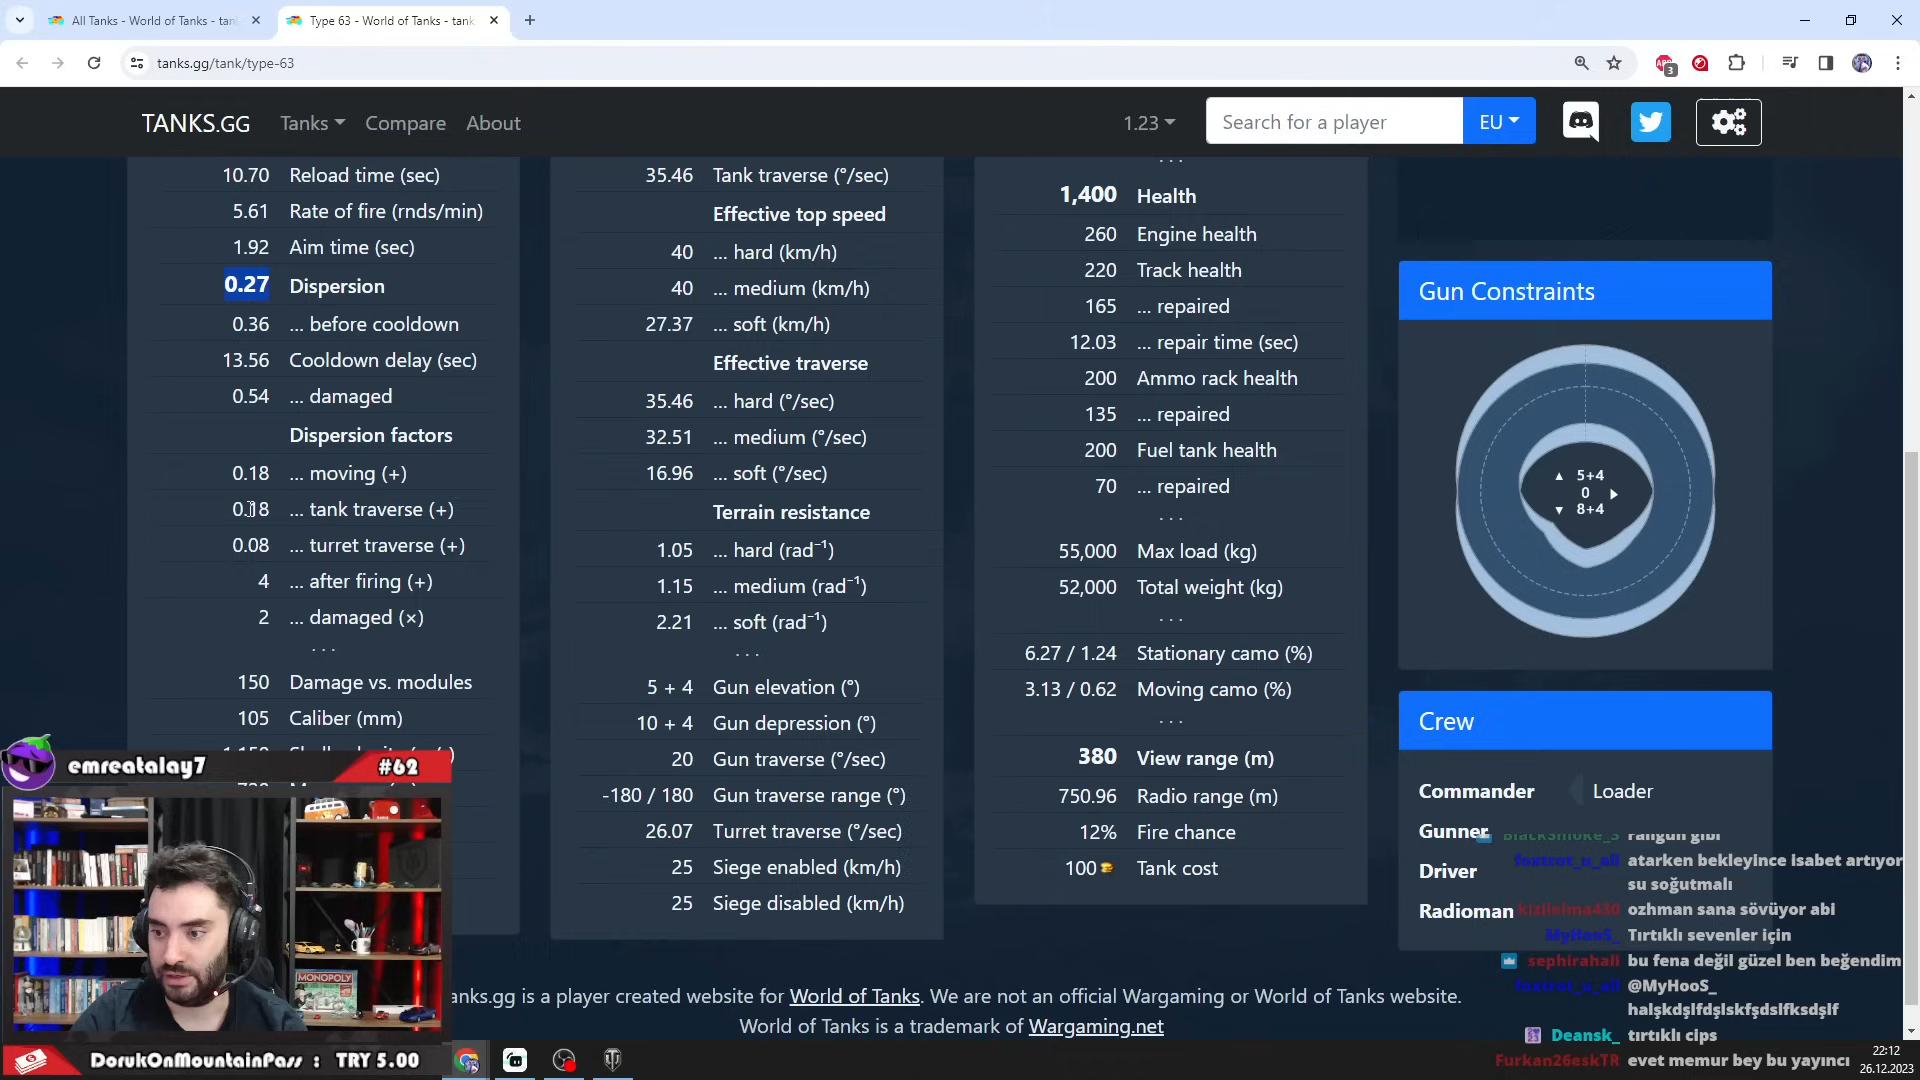 All Tanks - World of Tanks - tank
Type 63 - World of Tanks - tank
tanks.gg/tank/type-63
3
TANKS.GG
Tanks
Compare
About
1.23
Search for a player
EU
10.70 Reload time (sec)
5.61 Rate of fire (rnds/min)
1.92 Aim time (sec)
0.27 Dispersion
0.36 ... before cooldown
13.56 Cooldown delay (sec)
0.54 ... damaged
Dispersion factors
0.18 ... moving (+)
0.18 ... tank traverse (+)
0.08 ... turret traverse (+)
4 ... after firing (+)
2 ... damaged (×)
...
150 Damage vs. modules
105 Caliber (mm)
35.46 Tank traverse (°/sec)
Effective top speed
40 ... hard (km/h)
40 ... medium (km/h)
27.37 ... soft (km/h)
Effective traverse
35.46 ... hard (°/sec)
32.51 ... medium (°/sec)
16.96 ... soft (°/sec)
Terrain resistance
1.05 ... hard (rad⁻¹)
1.15 ... medium (rad⁻¹)
2.21 ... soft (rad⁻¹)
...
5 + 4 Gun elevation (°)
10 + 4 Gun depression (°)
20 Gun traverse (°/sec)
-180 / 180 Gun traverse range (°)
26.07 Turret traverse (°/sec)
25 Siege enabled (km/h)
25 Siege disabled (km/h)
...
1,400 Health
260 Engine health
220 Track health
165 ... repaired
12.03 ... repair time (sec)
200 Ammo rack health
135 ... repaired
200 Fuel tank health
70 ... repaired
...
55,000 Max load (kg)
52,000 Total weight (kg)
...
6.27 / 1.24 Stationary camo (%)
3.13 / 0.62 Moving camo (%)
...
380 View range (m)
750.96 Radio range (m)
12% Fire chance
100 Tank cost
Gun Constraints
▲ 5+4
0 ▶
▼ 8+4
Crew
Commander Loader
Gunner
Driver
Radioman
emreatalay7 #62
MONOPOLY
DorukOnMountainPass : TRY 5.00
BlackSmoke_S rangun gibi
foxtrot_u_all atarken bekleyince isabet artıyor
su soğutmalı
ozhman sana sövüyor abi
MyHooS_ Tırtıklı sevenler için
sephirahali bu fena değil güzel ben beğendim
foxtrot_u_all @MyHooS_
Deansk_ tırtıklı cips
Furkan26eskTR evet memur bey bu yayıncı
anks.gg is a player created website for World of Tanks. We are not an official Wargaming or World of Tanks website.
World of Tanks is a trademark of Wargaming.net
22:12
26.12.2023